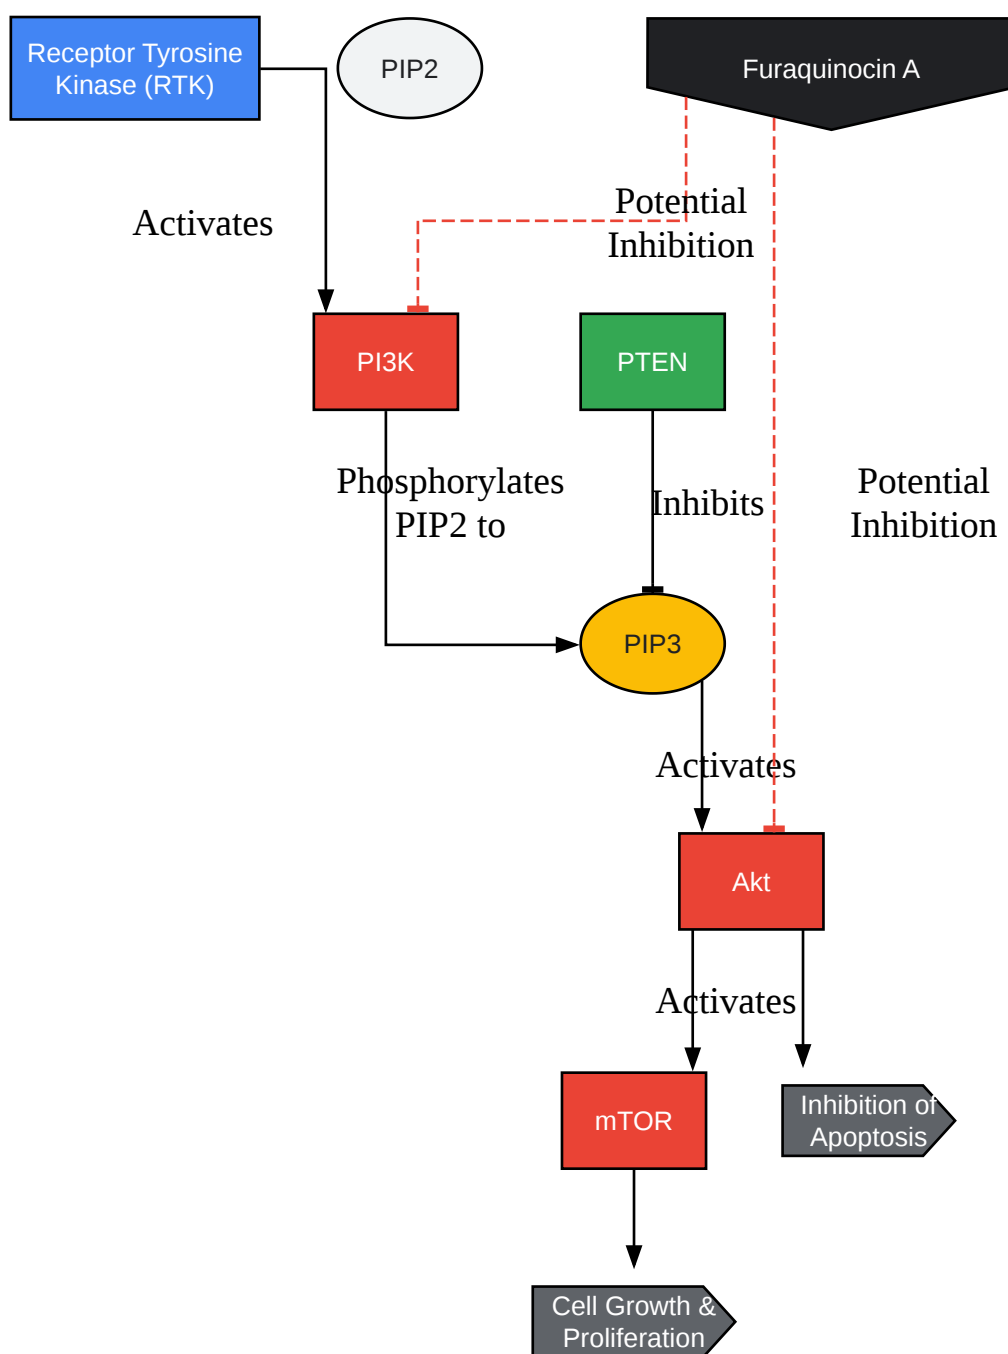 Receptor Tyrosine
Kinase (RTK)
PIP2
Furaquinocin A
Activates
Potential
Inhibition
PI3K
PTEN
Phosphorylates
PIP2 to
Inhibits
Potential
Inhibition
PIP3
Activates
Akt
Activates
mTOR
Inhibition of
Apoptosis
Cell Growth &
Proliferation